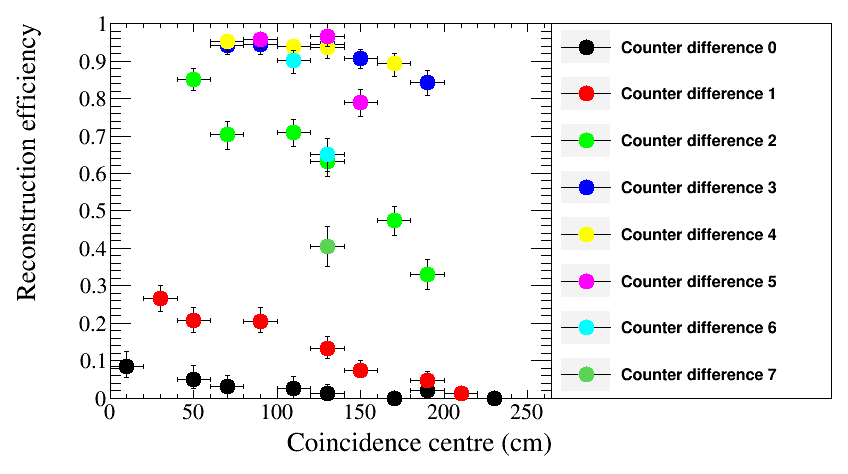 Reconstruction efficiency
1
0.9
0.8
0.7
0.6
0.5
0.4
0.3
0.2
0.1
0
0 50 100 150 200 250
Coincidence centre (cm)
Counter difference 0
Counter difference 1
Counter difference 2
Counter difference 3
Counter difference 4
Counter difference 5
Counter difference 6
Counter difference 7